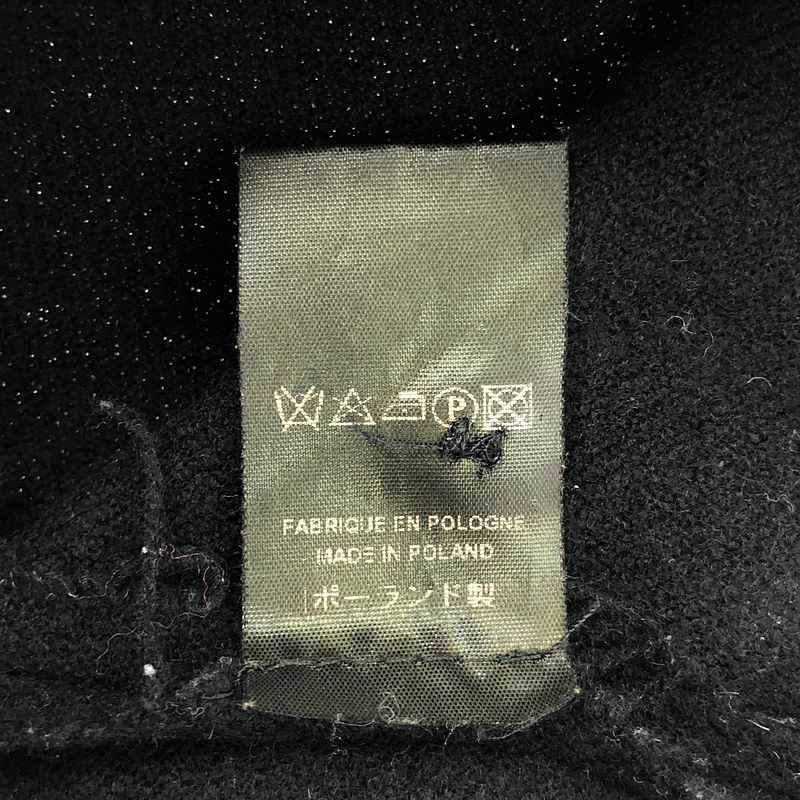 P
FABRIQUE EN POLOGNE
MADE IN POLAND
ポーランド製